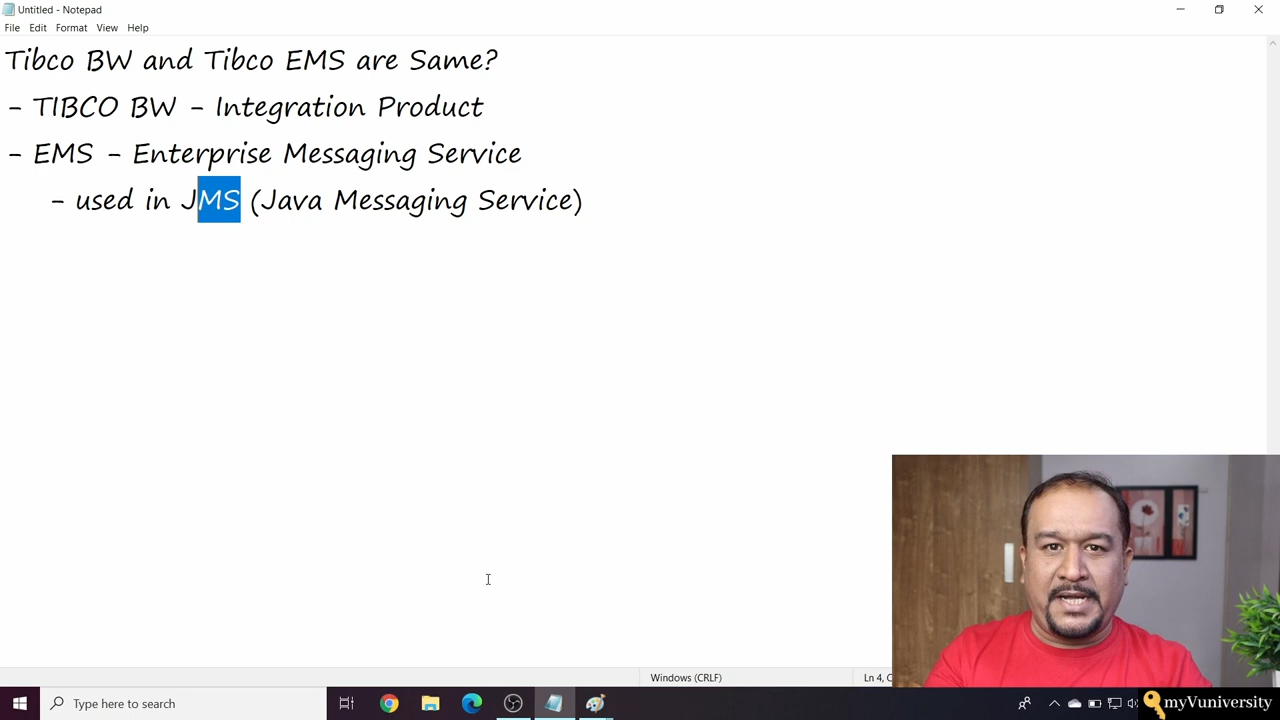 Untitled - Notepad
File Edit Format View Help
Tibco BW and Tibco EMS are Same?
- TIBCO BW - Integration Product
- EMS - Enterprise Messaging Service
- used in JMS (Java Messaging Service)
Windows (CRLF)
Ln 4, C
Type here to search
myVuniversity